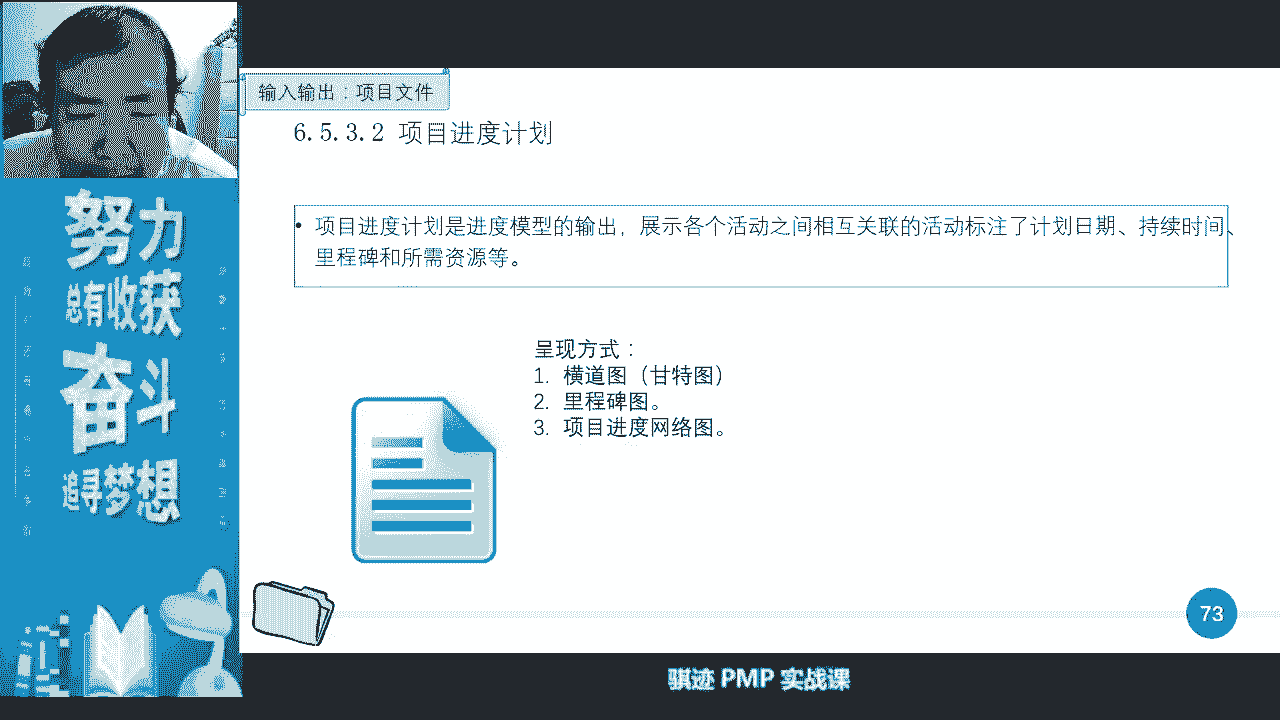 输入输出：项目文件
6.5.3.2 项目进度计划
• 项目进度计划是进度模型的输出，展示各个活动之间相互关联的活动标注了计划日期、持续时间、
里程碑和所需资源等。
呈现方式：
1. 横道图（甘特图）
2. 里程碑图。
3. 项目进度网络图。
努力
总有收获
奋斗
追寻梦想
73
骐迹 PMP 实战课